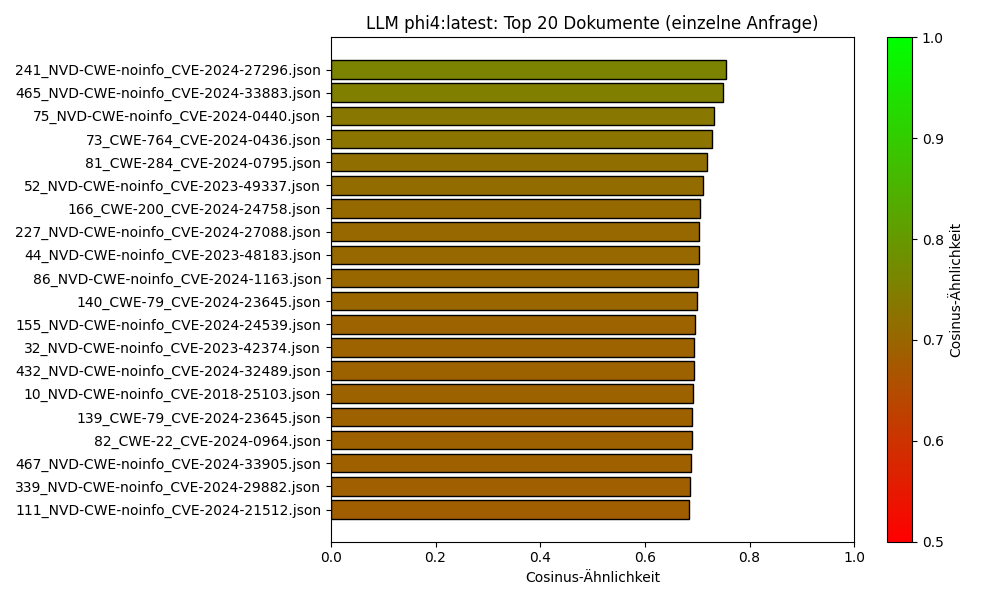 LLM phi4:latest: Top 20 Dokumente (einzelne Anfrage)
241_NVD-CWE-noinfo_CVE-2024-27296.json
465_NVD-CWE-noinfo_CVE-2024-33883.json
75_NVD-CWE-noinfo_CVE-2024-0440.json
73_CWE-764_CVE-2024-0436.json
81_CWE-284_CVE-2024-0795.json
52_NVD-CWE-noinfo_CVE-2023-49337.json
166_CWE-200_CVE-2024-24758.json
227_NVD-CWE-noinfo_CVE-2024-27088.json
44_NVD-CWE-noinfo_CVE-2023-48183.json
86_NVD-CWE-noinfo_CVE-2024-1163.json
140_CWE-79_CVE-2024-23645.json
155_NVD-CWE-noinfo_CVE-2024-24539.json
32_NVD-CWE-noinfo_CVE-2023-42374.json
432_NVD-CWE-noinfo_CVE-2024-32489.json
10_NVD-CWE-noinfo_CVE-2018-25103.json
139_CWE-79_CVE-2024-23645.json
82_CWE-22_CVE-2024-0964.json
467_NVD-CWE-noinfo_CVE-2024-33905.json
339_NVD-CWE-noinfo_CVE-2024-29882.json
111_NVD-CWE-noinfo_CVE-2024-21512.json
0.0 0.2 0.4 0.6 0.8 1.0
Cosinus-Ähnlichkeit
1.0
0.9
0.8
0.7
0.6
0.5
Cosinus-Ähnlichkeit